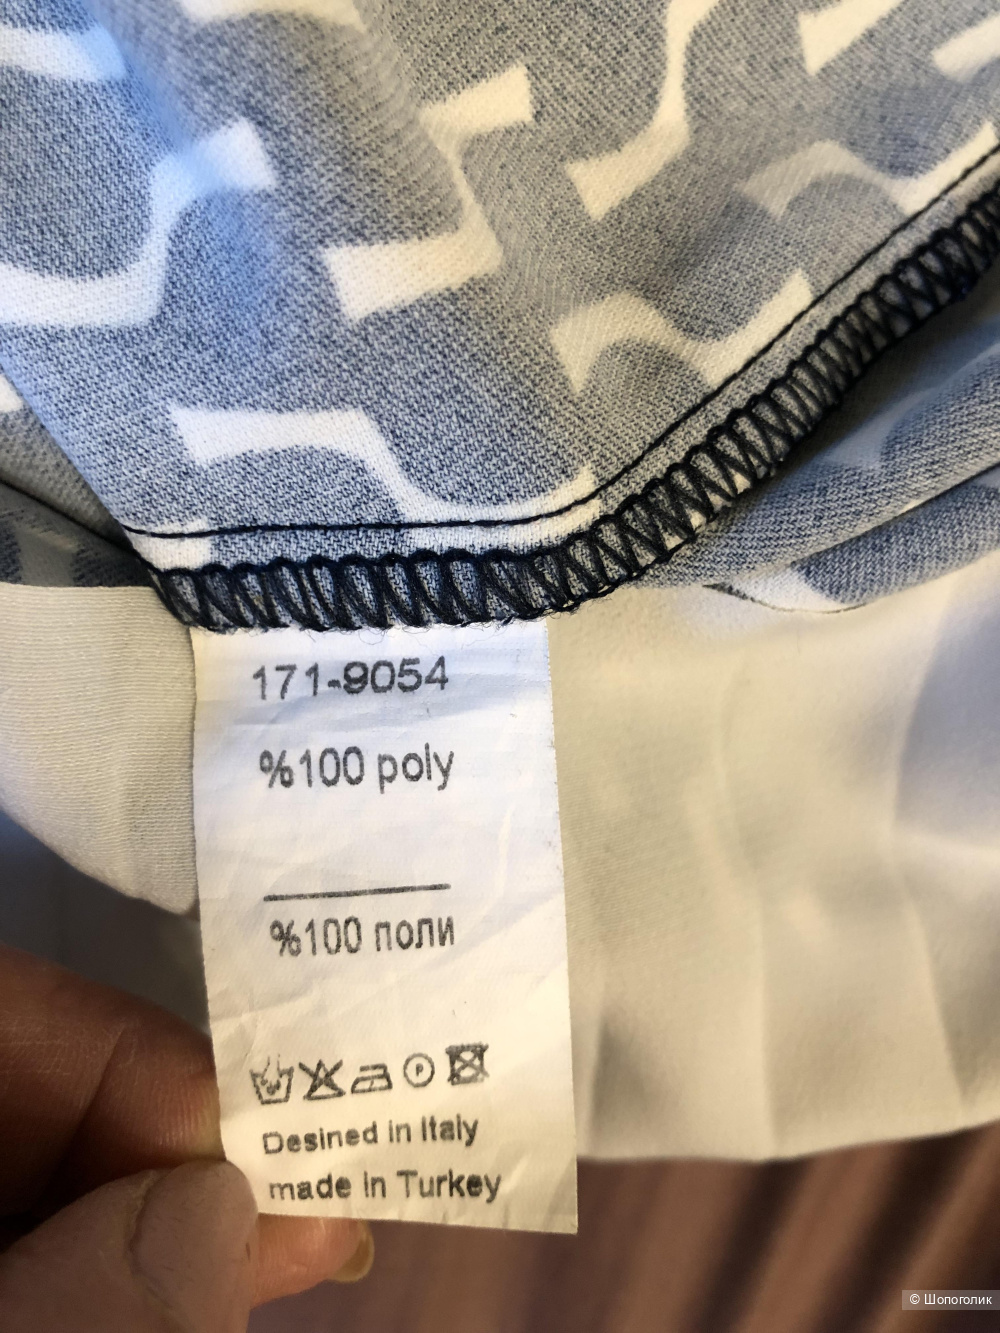 171-9054
%100 poly
%100 поли
Desined in Italy
made in Turkey
© Шопоголик